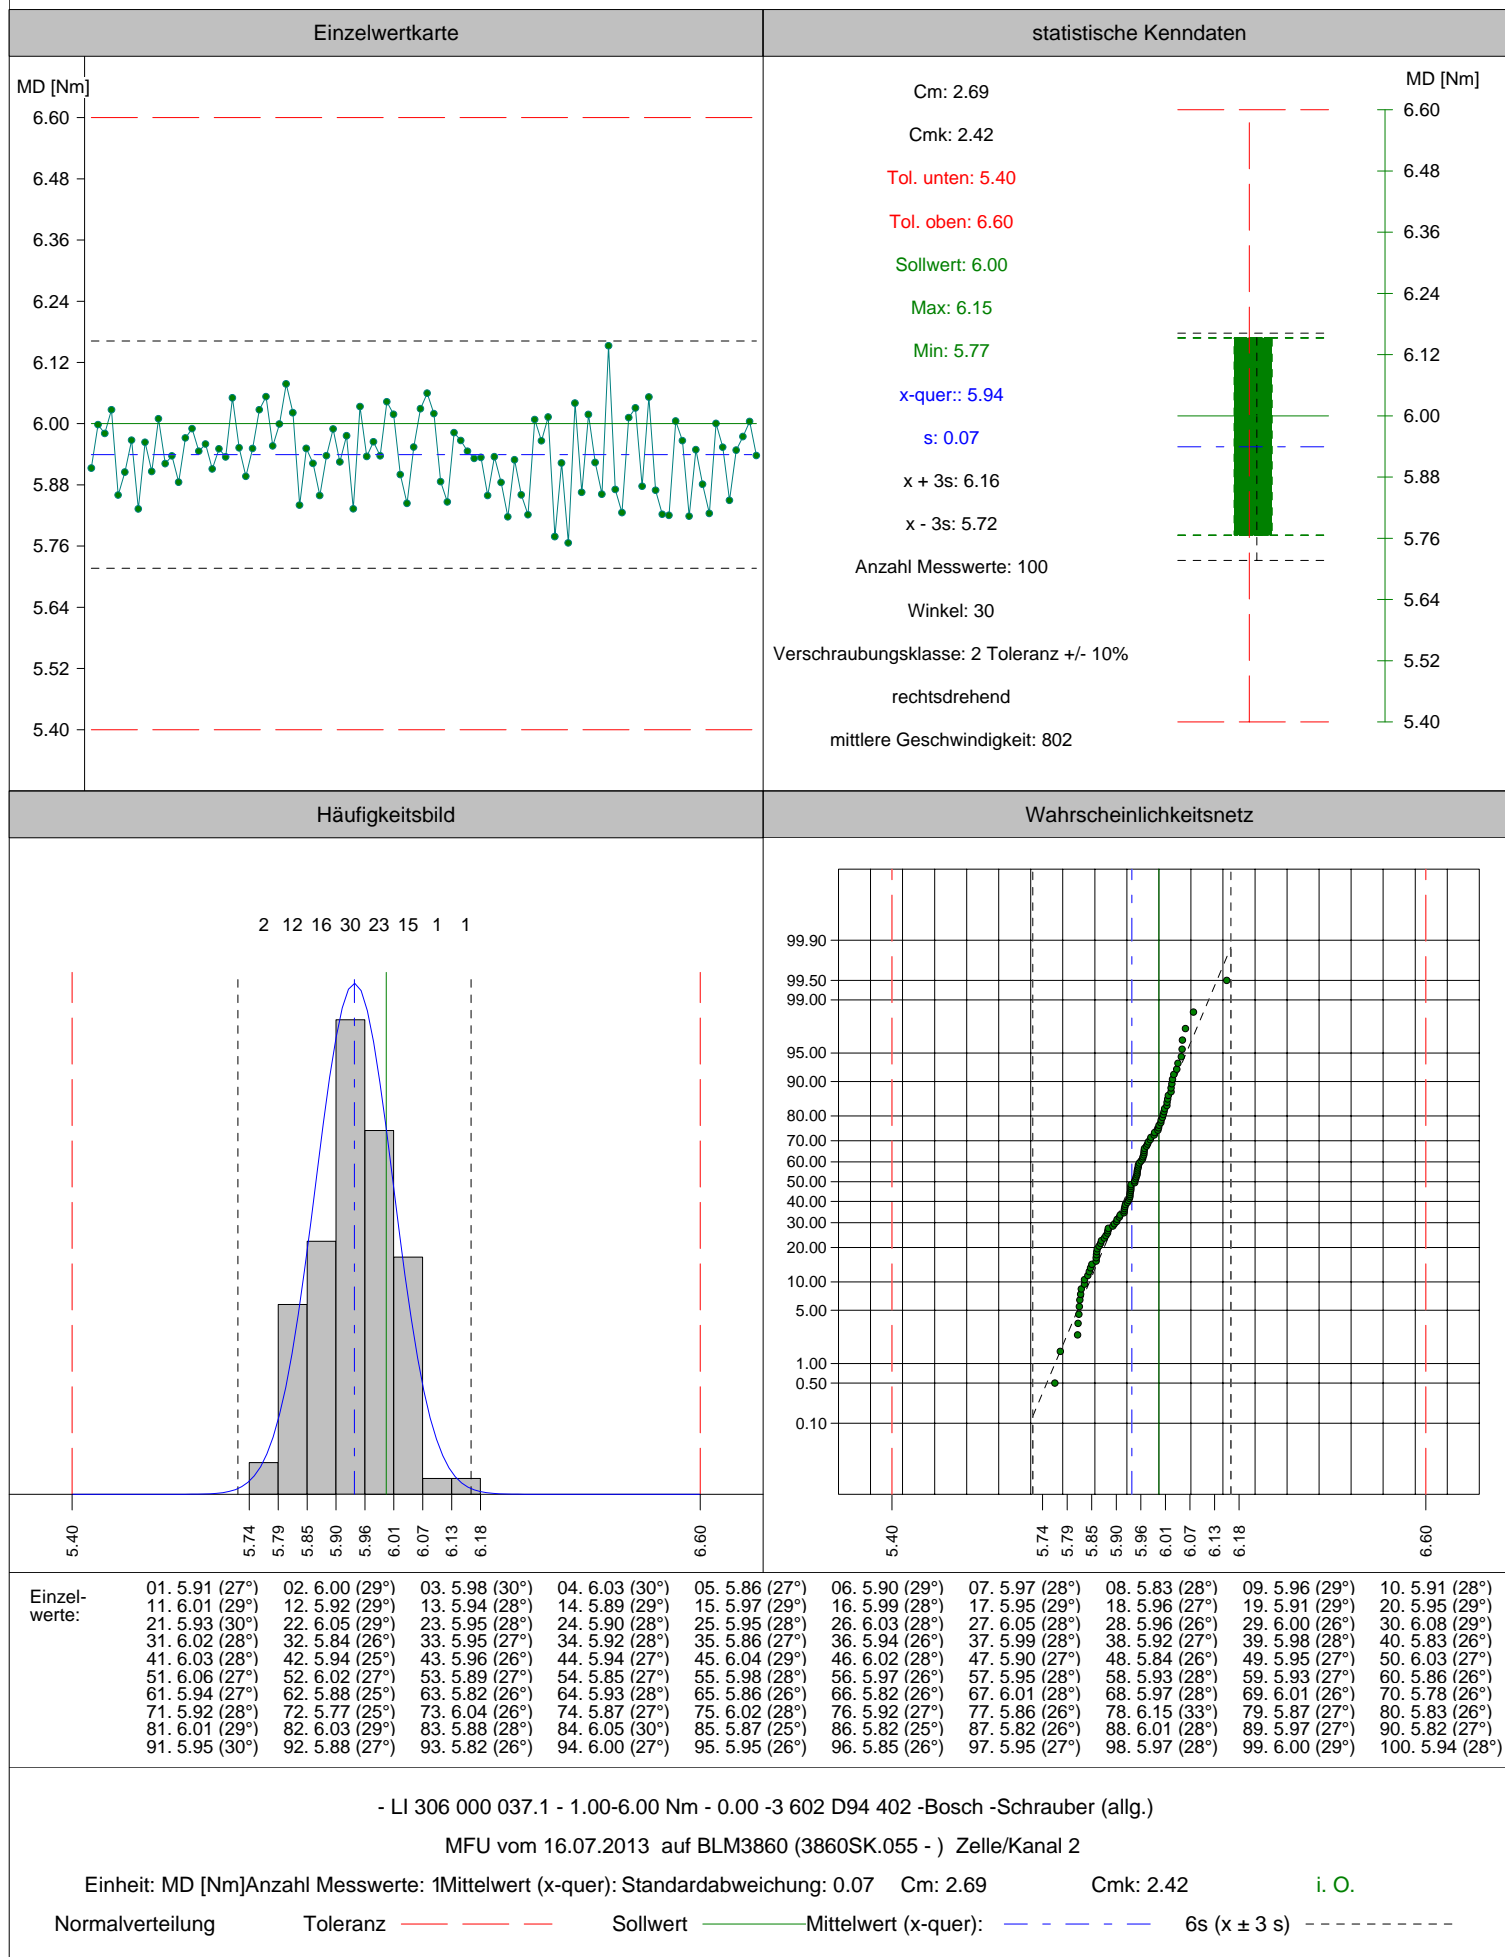 Einzelwertkarte
statistische Kenndaten
MD [Nm]
6.60
6.48
6.36
6.24
6.12
6.00
5.88
5.76
5.64
5.52
5.40
Cm: 2.69
Cmk: 2.42
Tol. unten: 5.40
Tol. oben: 6.60
Sollwert: 6.00
Max: 6.15
Min: 5.77
x-quer:: 5.94
s: 0.07
x + 3s: 6.16
x - 3s: 5.72
Anzahl Messwerte: 100
Winkel: 30
Verschraubungsklasse: 2 Toleranz +/- 10%
rechtsdrehend
mittlere Geschwindigkeit: 802
MD [Nm]
6.60
6.48
6.36
6.24
6.12
6.00
5.88
5.76
5.64
5.52
5.40
Häufigkeitsbild
Wahrscheinlichkeitsnetz
2 12 16 30 23 15 1 1
5.40 5.74 5.79 5.85 5.90 5.96 6.01 6.07 6.13 6.18 6.60
99.90
99.50
99.00
95.00
90.00
80.00
70.00
60.00
50.00
40.00
30.00
20.00
10.00
5.00
1.00
0.50
0.10
5.40 5.74 5.79 5.85 5.90 5.96 6.01 6.07 6.13 6.18 6.60
Einzel-
werte:
01. 5.91 (27°) 02. 6.00 (29°) 03. 5.98 (30°) 04. 6.03 (30°) 05. 5.86 (27°) 06. 5.90 (29°) 07. 5.97 (28°) 08. 5.83 (28°) 09. 5.96 (29°) 10. 5.91 (28°)
11. 6.01 (29°) 12. 5.92 (29°) 13. 5.94 (28°) 14. 5.89 (29°) 15. 5.97 (29°) 16. 5.99 (28°) 17. 5.95 (29°) 18. 5.96 (27°) 19. 5.91 (29°) 20. 5.95 (29°)
21. 5.93 (30°) 22. 6.05 (29°) 23. 5.95 (28°) 24. 5.90 (28°) 25. 5.95 (28°) 26. 6.03 (28°) 27. 6.05 (28°) 28. 5.96 (26°) 29. 6.00 (26°) 30. 6.08 (29°)
31. 6.02 (28°) 32. 5.84 (26°) 33. 5.95 (27°) 34. 5.92 (28°) 35. 5.86 (27°) 36. 5.94 (26°) 37. 5.99 (28°) 38. 5.92 (27°) 39. 5.98 (28°) 40. 5.83 (26°)
41. 6.03 (28°) 42. 5.94 (25°) 43. 5.96 (26°) 44. 5.94 (27°) 45. 6.04 (29°) 46. 6.02 (28°) 47. 5.90 (27°) 48. 5.84 (26°) 49. 5.95 (27°) 50. 6.03 (27°)
51. 6.06 (27°) 52. 6.02 (27°) 53. 5.89 (27°) 54. 5.85 (27°) 55. 5.98 (28°) 56. 5.97 (26°) 57. 5.95 (28°) 58. 5.93 (28°) 59. 5.93 (27°) 60. 5.86 (26°)
61. 5.94 (27°) 62. 5.88 (25°) 63. 5.82 (26°) 64. 5.93 (28°) 65. 5.86 (26°) 66. 5.82 (26°) 67. 6.01 (28°) 68. 5.97 (28°) 69. 6.01 (26°) 70. 5.78 (26°)
71. 5.92 (28°) 72. 5.77 (25°) 73. 6.04 (26°) 74. 5.87 (27°) 75. 6.02 (28°) 76. 5.92 (27°) 77. 5.86 (26°) 78. 6.15 (33°) 79. 5.87 (27°) 80. 5.83 (26°)
81. 6.01 (29°) 82. 6.03 (29°) 83. 5.88 (28°) 84. 6.05 (30°) 85. 5.87 (25°) 86. 5.82 (25°) 87. 5.82 (26°) 88. 6.01 (28°) 89. 5.97 (27°) 90. 5.82 (27°)
91. 5.95 (30°) 92. 5.88 (27°) 93. 5.82 (26°) 94. 6.00 (27°) 95. 5.95 (26°) 96. 5.85 (26°) 97. 5.95 (27°) 98. 5.97 (28°) 99. 6.00 (29°) 100. 5.94 (28°)
- LI 306 000 037.1 - 1.00-6.00 Nm - 0.00 -3 602 D94 402 -Bosch -Schrauber (allg.)
MFU vom 16.07.2013 auf BLM3860 (3860SK.055 - ) Zelle/Kanal 2
Einheit: MD [Nm]Anzahl Messwerte: 1Mittelwert (x-quer): Standardabweichung: 0.07 Cm: 2.69 Cmk: 2.42 i. O.
Normalverteilung Toleranz Sollwert Mittelwert (x-quer): 6s (x ± 3 s)